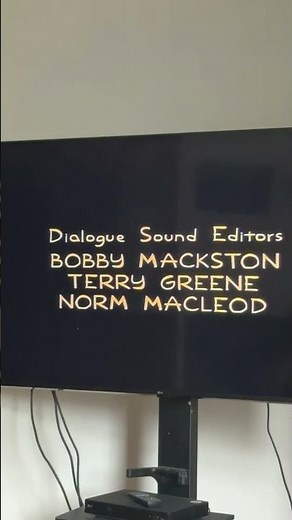 Dialogue Sound Editors
BOBBY MACKSTON
TERRY GREENE
NORM MACLEOD